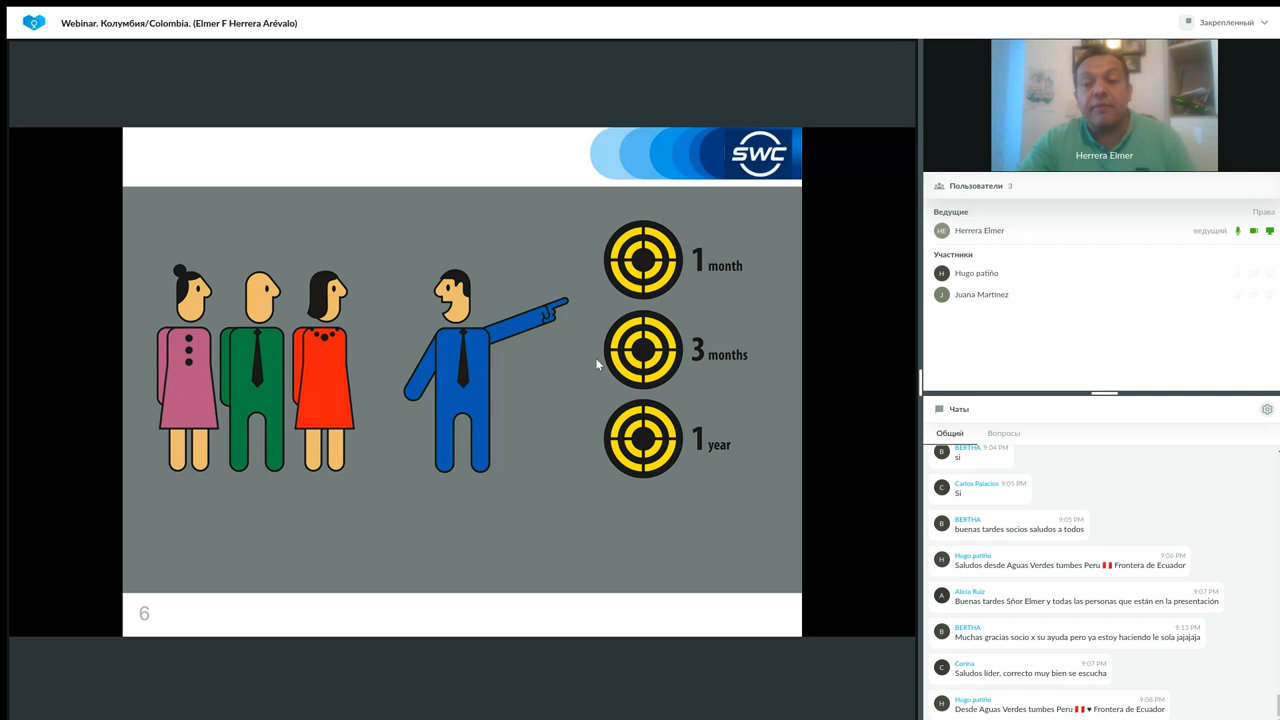 Webinar. Колумбия/Colombia. (Elmer F Herrera Arévalo)
Закрепленный
SWC
1 month
3 months
1 year
6
Herrera Elmer
Пользователи 3
Ведущие Права
HE Herrera Elmer ведущий
Участники
H Hugo patiño
J Juana Martínez
Чаты
Общий Вопросы
B BERTHA 9:04 PM
si
C Carlos Palacios 9:05 PM
Si
B BERTHA 9:05 PM
buenas tardes socios saludos a todos
H Hugo patiño 9:06 PM
Saludos desde Aguas Verdes tumbes Peru 🇵🇪 Frontera de Ecuador
A Alicia Ruiz 9:07 PM
Buenas tardes Sñor Elmer y todas las personas que están en la presentación
B BERTHA 9:13 PM
Muchas gracias socio x su ayuda pero ya estoy haciendo le sola jajajaja
C Corina 9:07 PM
Saludos líder, correcto muy bien se escucha
H Hugo patiño 9:08 PM
Desde Aguas Verdes tumbes Peru 🇵🇪 ♥ Frontera de Ecuador